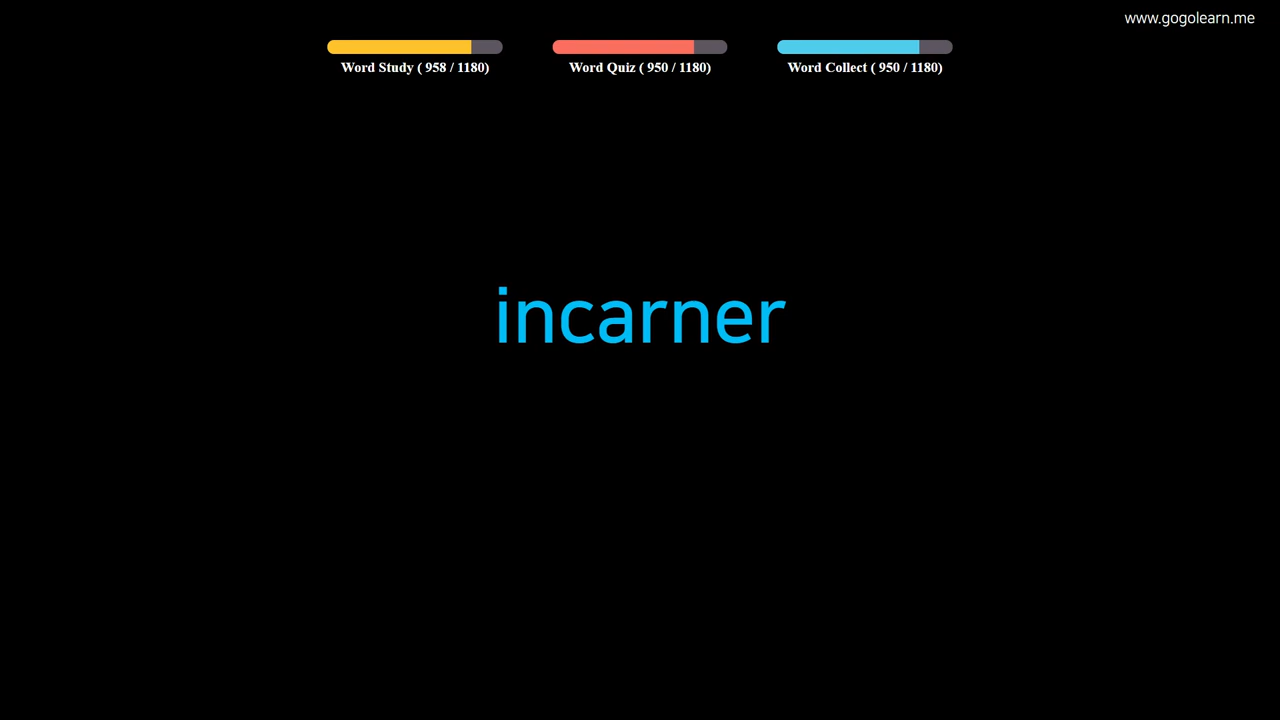 www.gogolearn.me
Word Study ( 958 / 1180)
Word Quiz ( 950 / 1180)
Word Collect ( 950 / 1180)
incarner